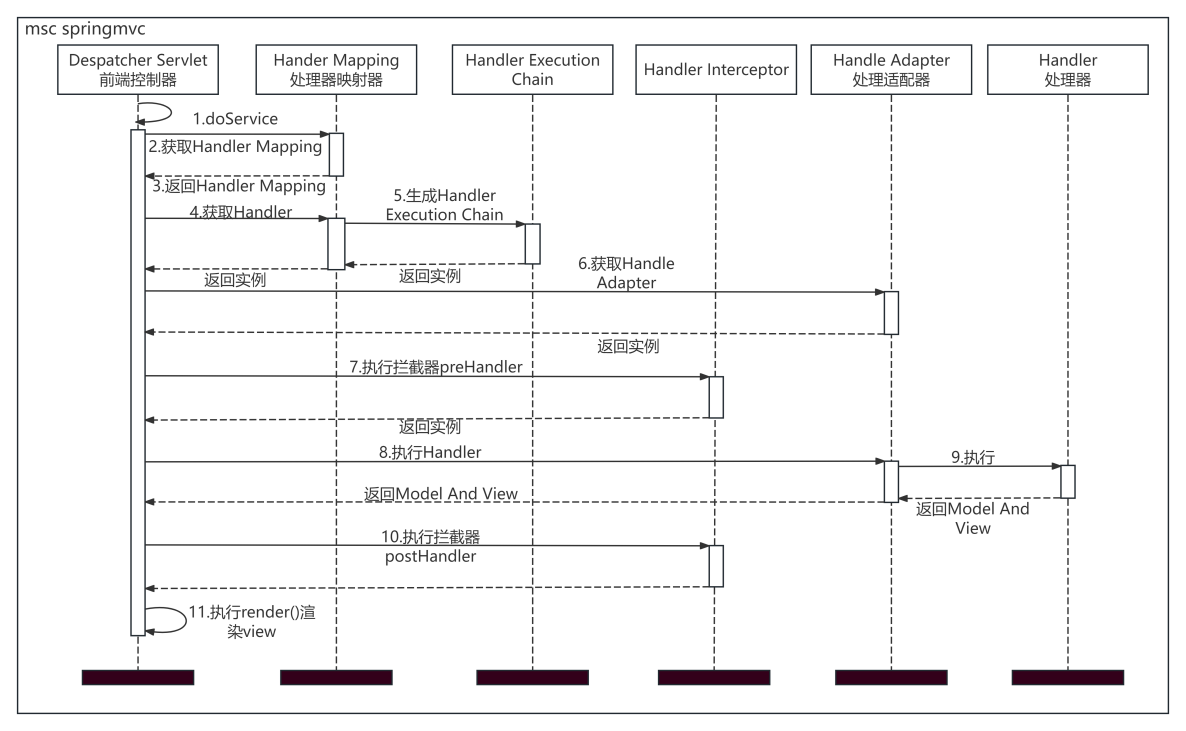 msc springmvc
Despatcher Servlet
前端控制器
Hander Mapping
处理器映射器
Handler Execution
Chain
Handler Interceptor
Handle Adapter
处理适配器
Handler
处理器
1.doService
2.获取Handler Mapping
3.返回Handler Mapping
4.获取Handler
5.生成Handler
Execution Chain
返回实例
返回实例
6.获取Handle
Adapter
返回实例
7.执行拦截器preHandler
返回实例
8.执行Handler
9.执行
返回Model And View
返回Model And
View
10.执行拦截器
postHandler
11.执行render()渲
染view